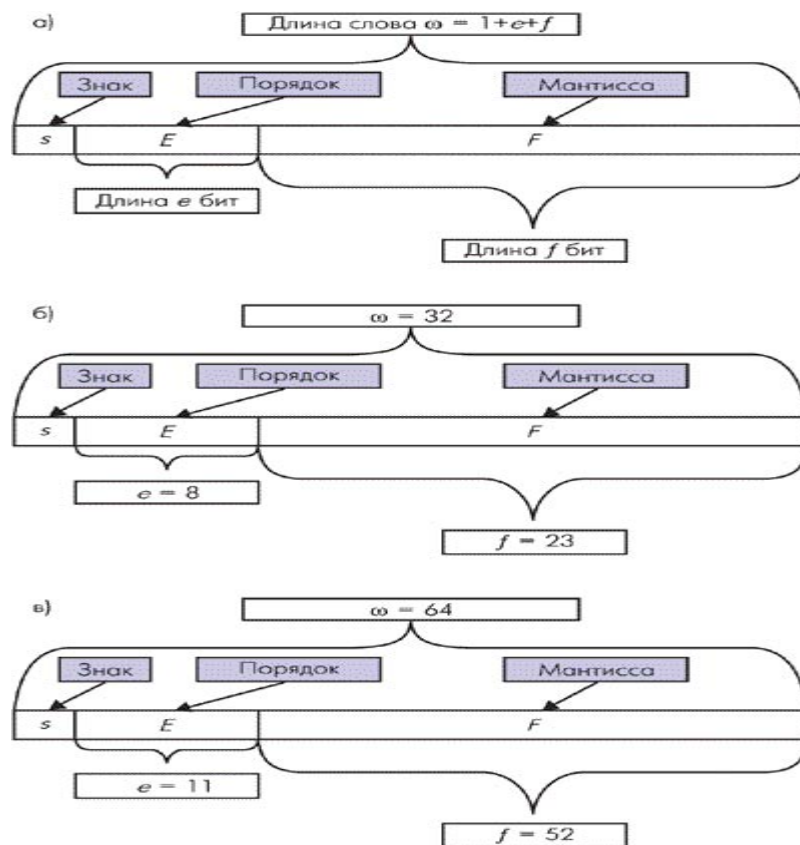 а)
Длина слова ω = 1+e+f
Знак
Порядок
Мантисса
s
E
F
Длина e бит
Длина f бит
б)
ω = 32
Знак
Порядок
Мантисса
s
E
F
e = 8
f = 23
в)
ω = 64
Знак
Порядок
Мантисса
s
E
F
e = 11
f = 52